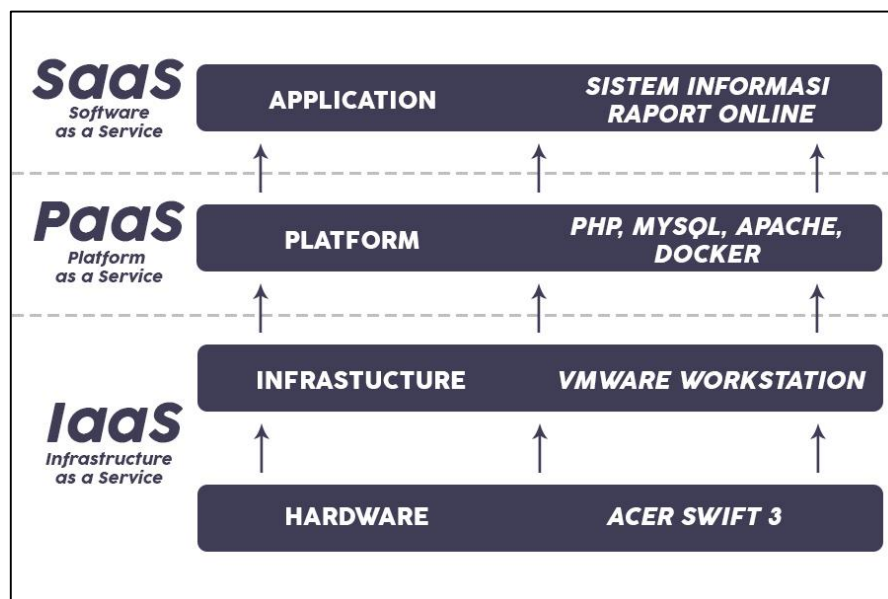 SaaS
Software
as a Service
APPLICATION
SISTEM INFORMASI
RAPORT ONLINE
PaaS
Platform
as a Service
PLATFORM
PHP, MYSQL, APACHE,
DOCKER
IaaS
Infrastructure
as a Service
INFRASTUCTURE
VMWARE WORKSTATION
HARDWARE
ACER SWIFT 3